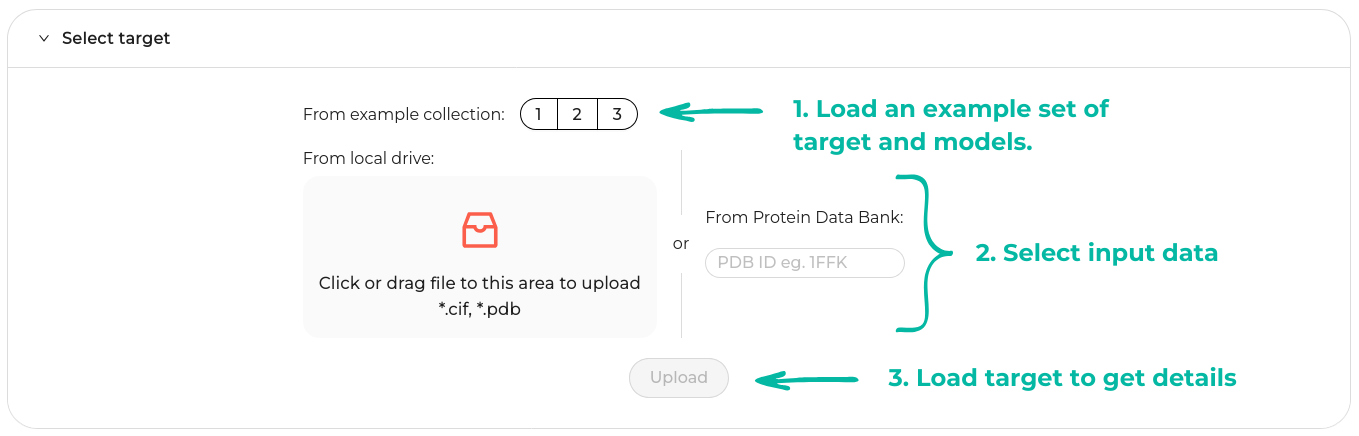 Select target
From example collection: 1 2 3
1. Load an example set of
target and models.
From local drive:
Click or drag file to this area to upload
*.cif, *.pdb
or
From Protein Data Bank:
PDB ID eg. 1FFK
2. Select input data
Upload
3. Load target to get details